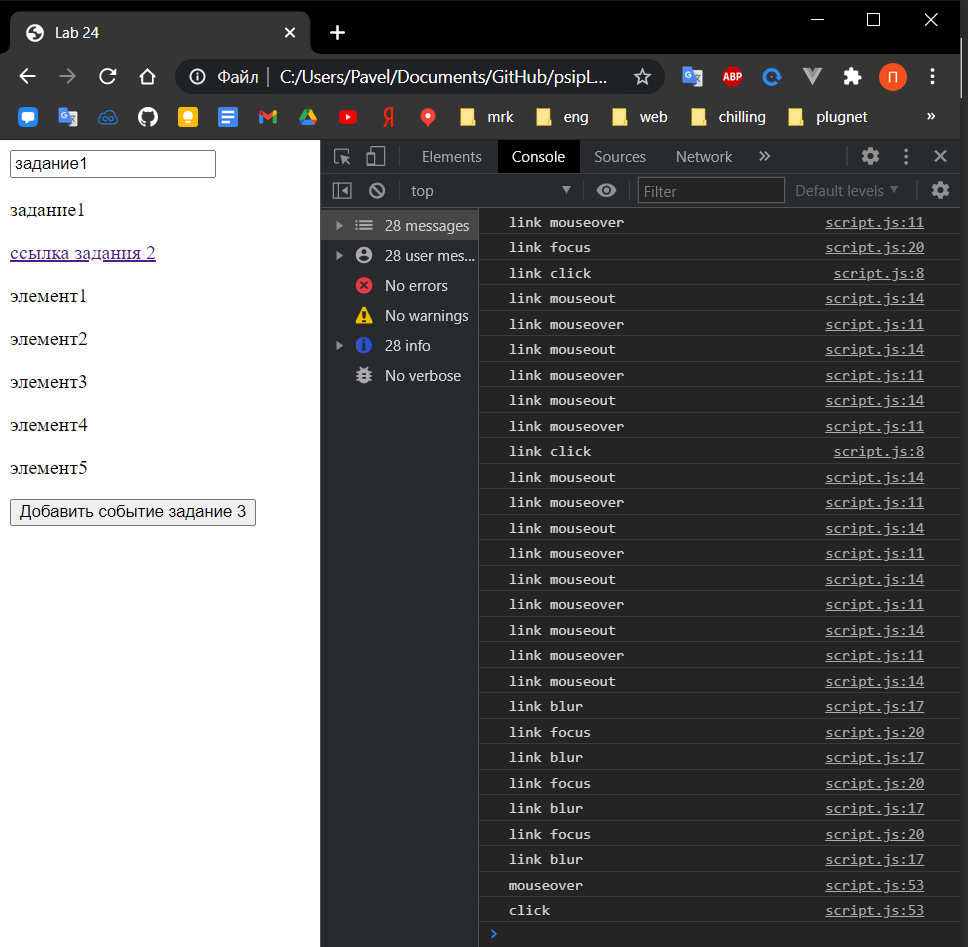 Lab 24
Файл C:/Users/Pavel/Documents/GitHub/psipL... ABP П
mrk eng web chilling plugnet »
задание1
задание1
ссылка задания 2
элемент1
элемент2
элемент3
элемент4
элемент5
Добавить событие задание 3
Elements Console Sources Network »
top Filter Default levels
28 messages
28 user mes...
No errors
No warnings
28 info
No verbose
link mouseover script.js:11
link focus script.js:20
link click script.js:8
link mouseout script.js:14
link mouseover script.js:11
link mouseout script.js:14
link mouseover script.js:11
link mouseout script.js:14
link mouseover script.js:11
link click script.js:8
link mouseout script.js:14
link mouseover script.js:11
link mouseout script.js:14
link mouseover script.js:11
link mouseout script.js:14
link mouseover script.js:11
link mouseout script.js:14
link mouseover script.js:11
link mouseout script.js:14
link blur script.js:17
link focus script.js:20
link blur script.js:17
link focus script.js:20
link blur script.js:17
link focus script.js:20
link blur script.js:17
mouseover script.js:53
click script.js:53